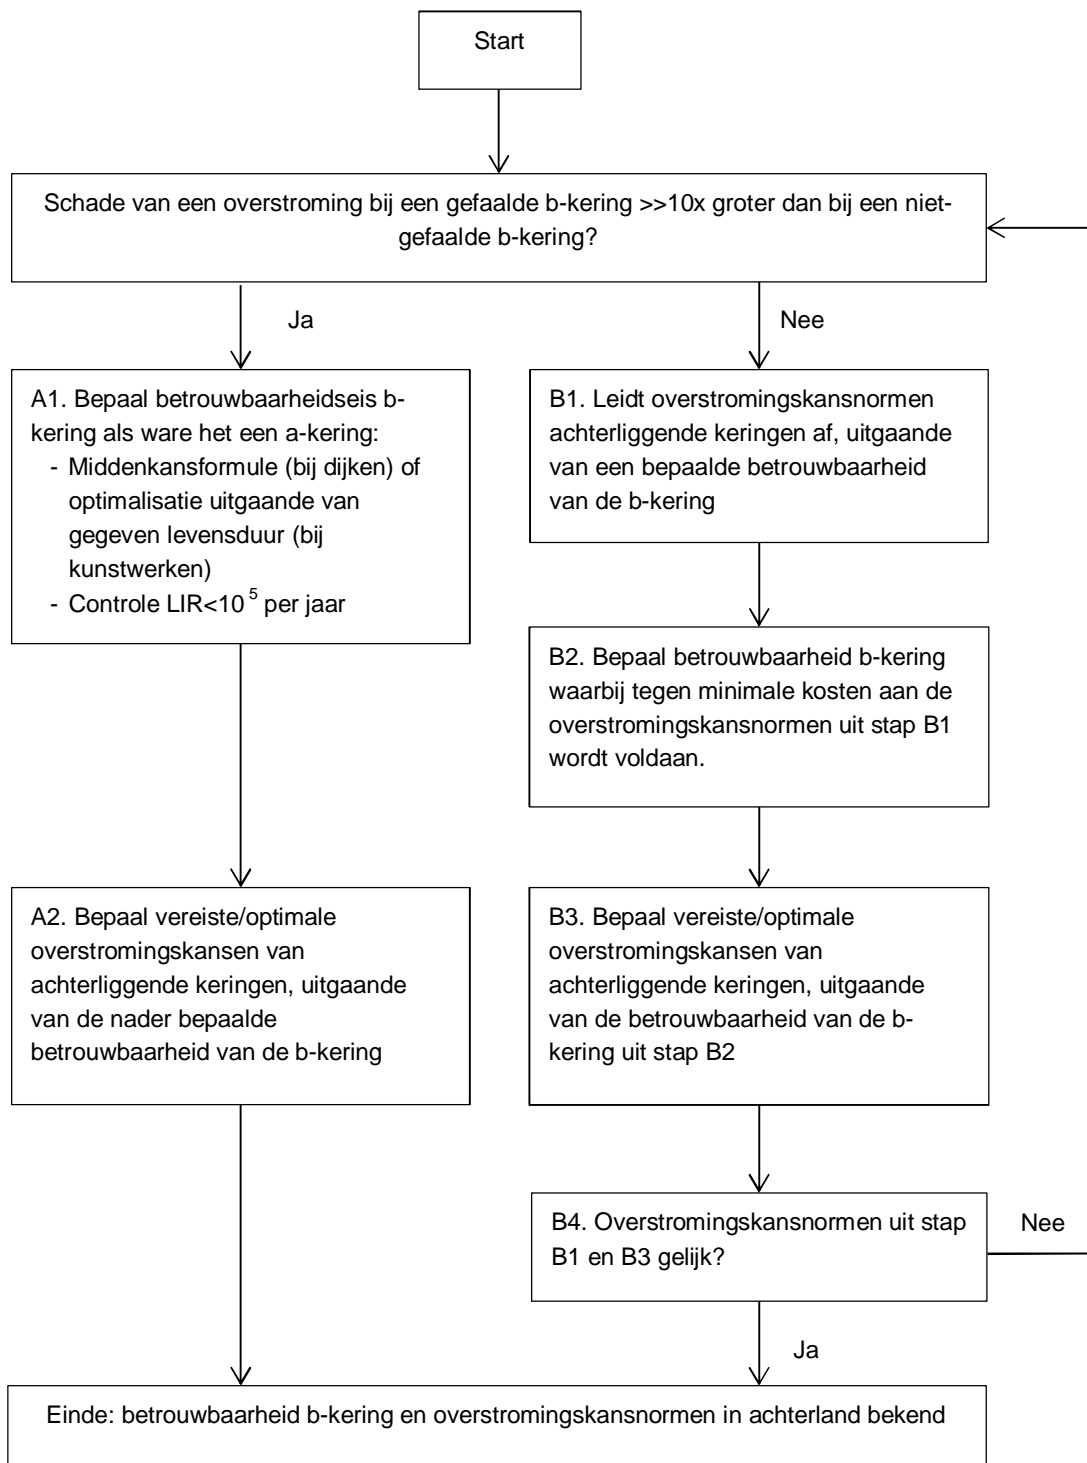 Start
Schade van een overstroming bij een gefaalde b-kering >>10x groter dan bij een niet-
gefaalde b-kering?
Ja
Nee
A1. Bepaal betrouwbaarheidseis b-
kering als ware het een a-kering:
- Middenkansformule (bij dijken) of
optimalisatie uitgaande van
gegeven levensduur (bij
kunstwerken)
- Controle LIR<10 5 per jaar
B1. Leidt overstromingskansnormen
achterliggende keringen af, uitgaande
van een bepaalde betrouwbaarheid
van de b-kering
B2. Bepaal betrouwbaarheid b-kering
waarbij tegen minimale kosten aan de
overstromingskansnormen uit stap B1
wordt voldaan.
A2. Bepaal vereiste/optimale
overstromingskansen van
achterliggende keringen, uitgaande
van de nader bepaalde
betrouwbaarheid van de b-kering
B3. Bepaal vereiste/optimale
overstromingskansen van
achterliggende keringen, uitgaande
van de betrouwbaarheid van de b-
kering uit stap B2
B4. Overstromingskansnormen uit stap
B1 en B3 gelijk?
Nee
Ja
Einde: betrouwbaarheid b-kering en overstromingskansnormen in achterland bekend